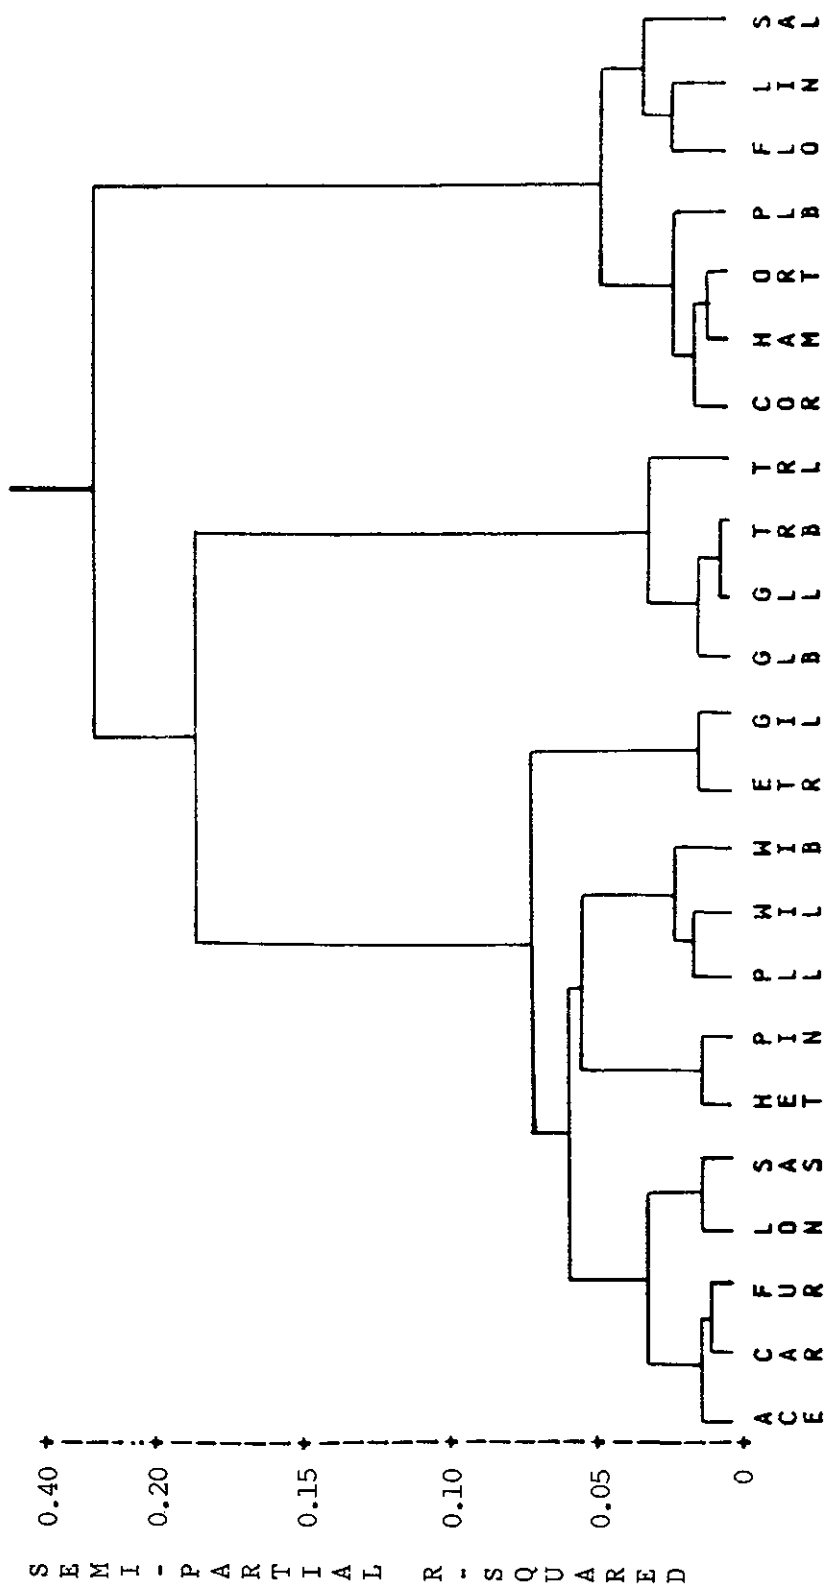 SEMI-PARTIAL R-SQUARED
0.40
0.20
0.15
0.10
0.05
0
ACE
CAR
FUR
LON
SAS
HET
PIN
PLL
WIL
WIB
ETR
GIL
GLB
GLL
TRB
TRL
COR
HAM
ORT
PLB
FLO
LIN
SAL